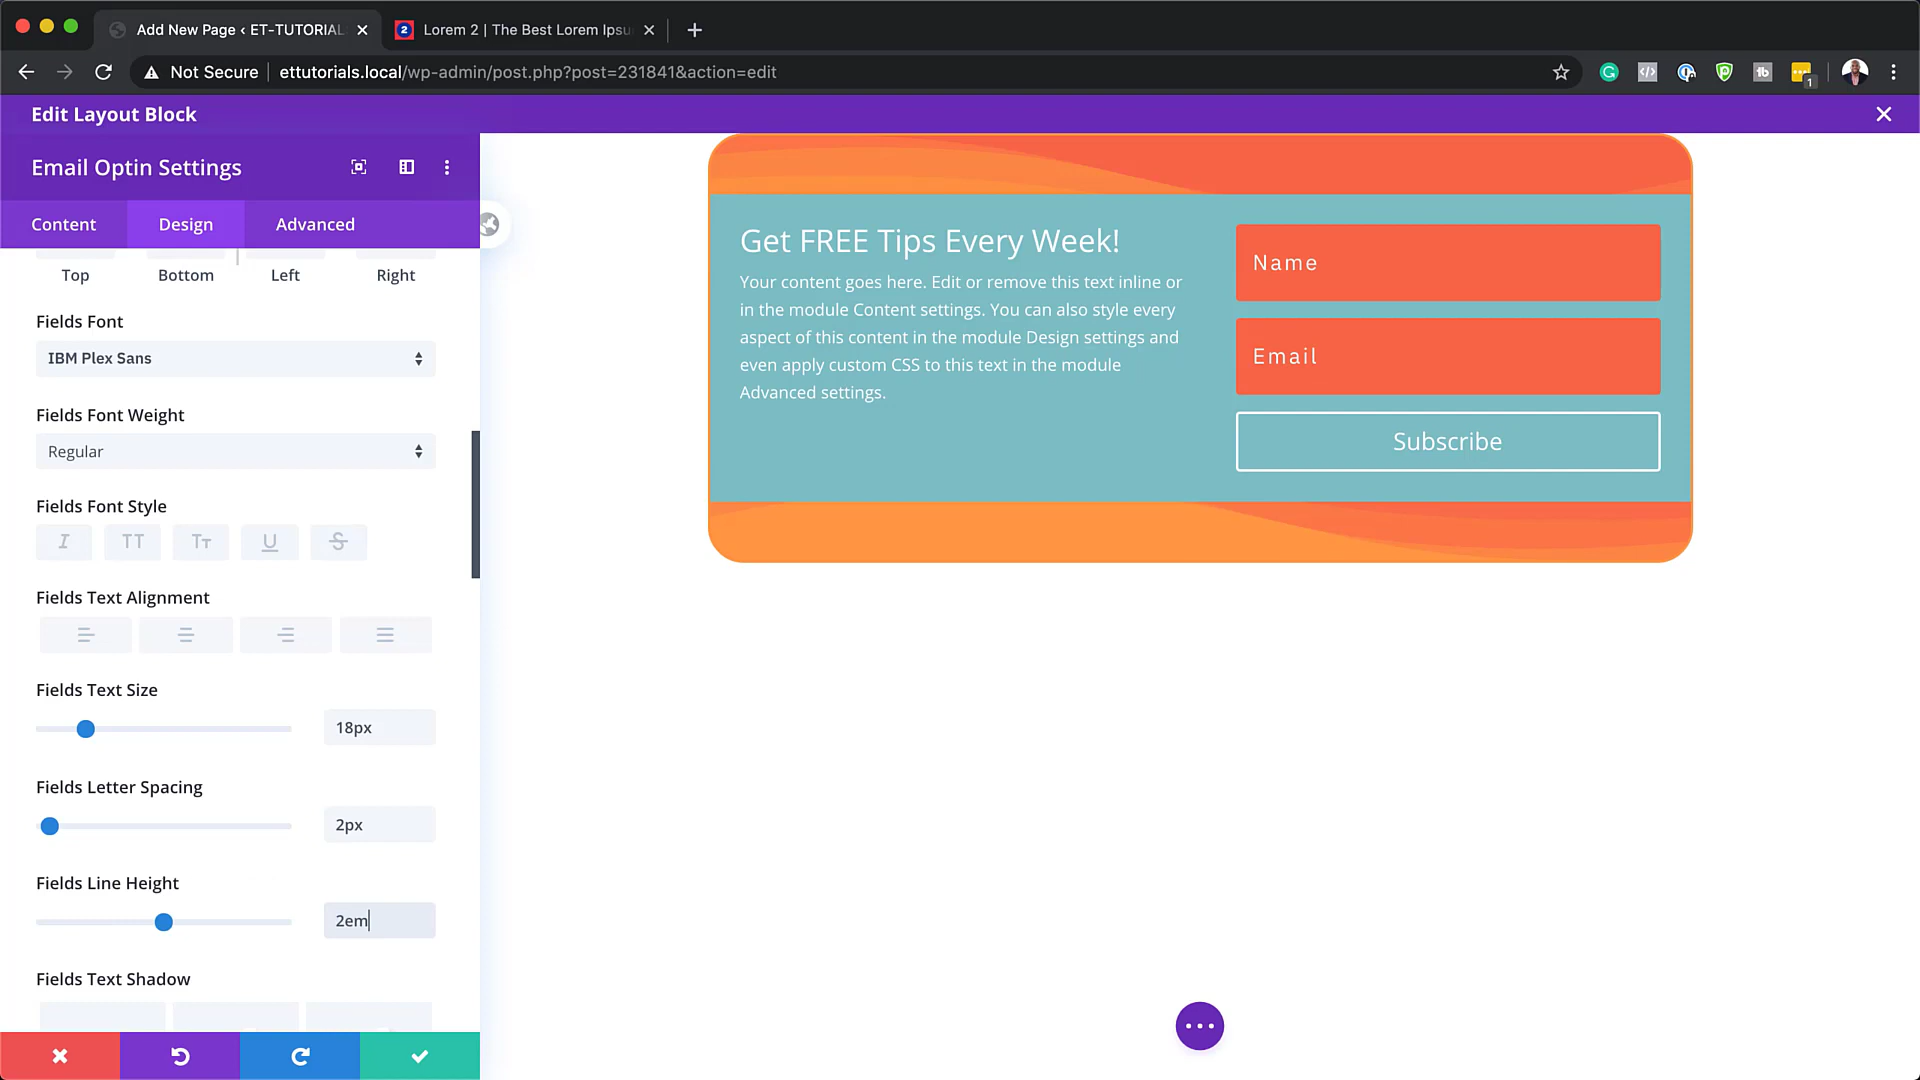 Add New Page ‹ ET-TUTORIAL
2
Lorem 2 | The Best Lorem Ipsu
Not Secure
ettutorials.local/wp-admin/post.php?post=231841&action=edit
1
Edit Layout Block
Email Optin Settings
Content
Design
Advanced
Top
Bottom
Left
Right
Fields Font
IBM Plex Sans
Fields Font Weight
Regular
Fields Font Style
I
TT
Tт
U
S
Fields Text Alignment
Fields Text Size
18px
Fields Letter Spacing
2px
Fields Line Height
2em
Fields Text Shadow
Get FREE Tips Every Week!
Your content goes here. Edit or remove this text inline or
in the module Content settings. You can also style every
aspect of this content in the module Design settings and
even apply custom CSS to this text in the module
Advanced settings.
Name
Email
Subscribe